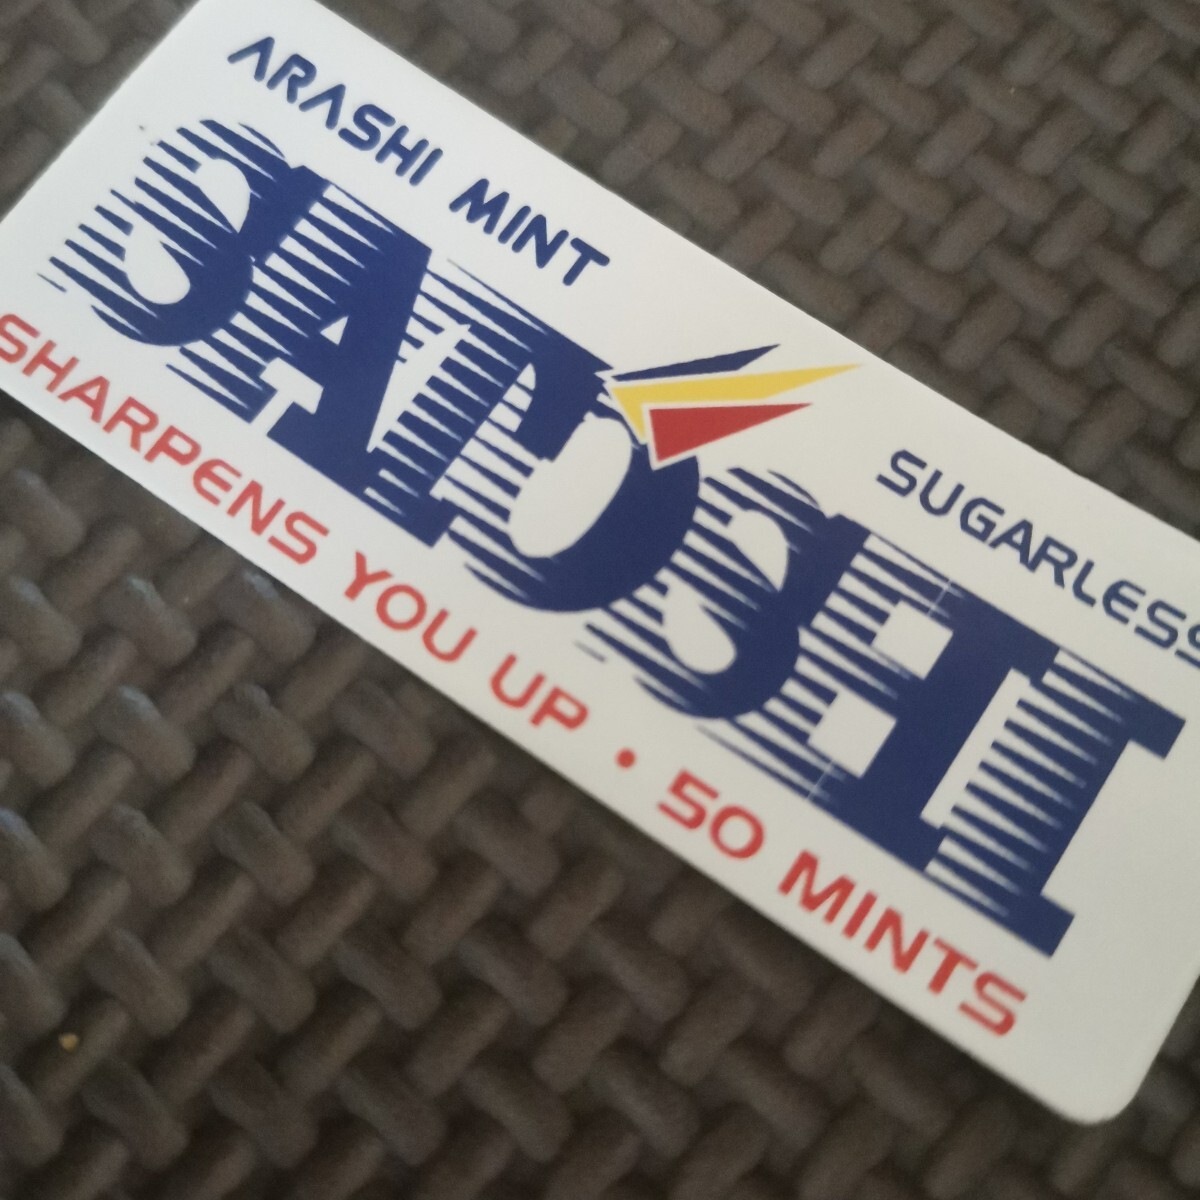 ARASHI MINT
SATOSHI
SUGARLESS
SHARPENS YOU UP • 50 MINTS